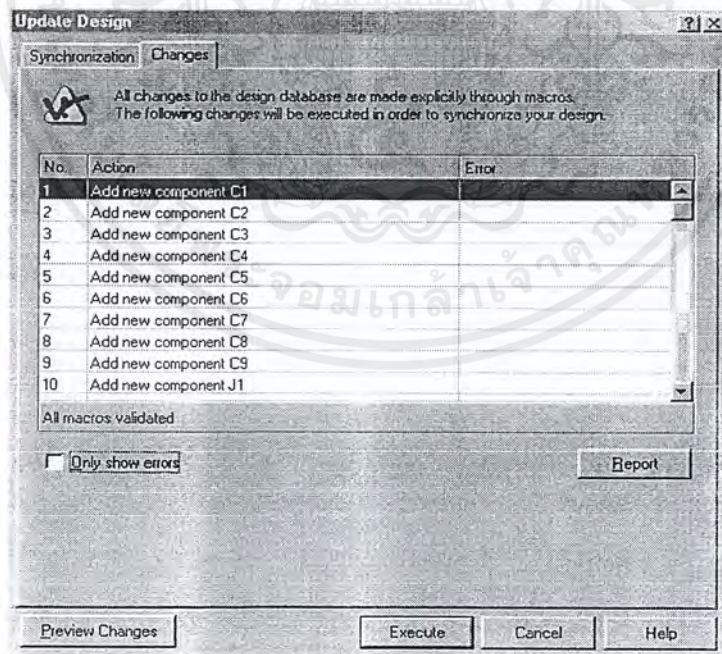 Update Design
Synchronization Changes
All changes to the design database are made explicitly through macros.
The following changes will be executed in order to synchronize your design.
No. Action Error
1 Add new component C1
2 Add new component C2
3 Add new component C3
4 Add new component C4
5 Add new component C5
6 Add new component C6
7 Add new component C7
8 Add new component C8
9 Add new component C9
10 Add new component J1
All macros validated
Only show errors
Report
Preview Changes Execute Cancel Help